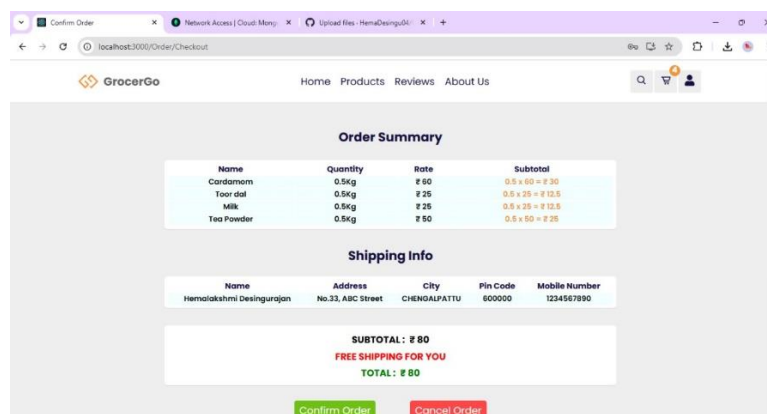 Confirm Order
Network Access | Cloud: Mong
Upload files - HemaDesingu04/
localhost:3000/Order/Checkout
GrocerGo
Home Products Reviews About Us
4
Order Summary
Name Quantity Rate Subtotal
Cardamom 0.5Kg ₹ 60 0.5 x 60 = ₹ 30
Toor dal 0.5Kg ₹ 25 0.5 x 25 = ₹ 12.5
Milk 0.5Kg ₹ 25 0.5 x 25 = ₹ 12.5
Tea Powder 0.5Kg ₹ 50 0.5 x 50 = ₹ 25
Shipping Info
Name Address City Pin Code Mobile Number
Hemalakshmi Desingurajan No.33, ABC Street CHENGALPATTU 600000 1234567890
SUBTOTAL : ₹ 80
FREE SHIPPING FOR YOU
TOTAL : ₹ 80
Confirm Order Cancel Order